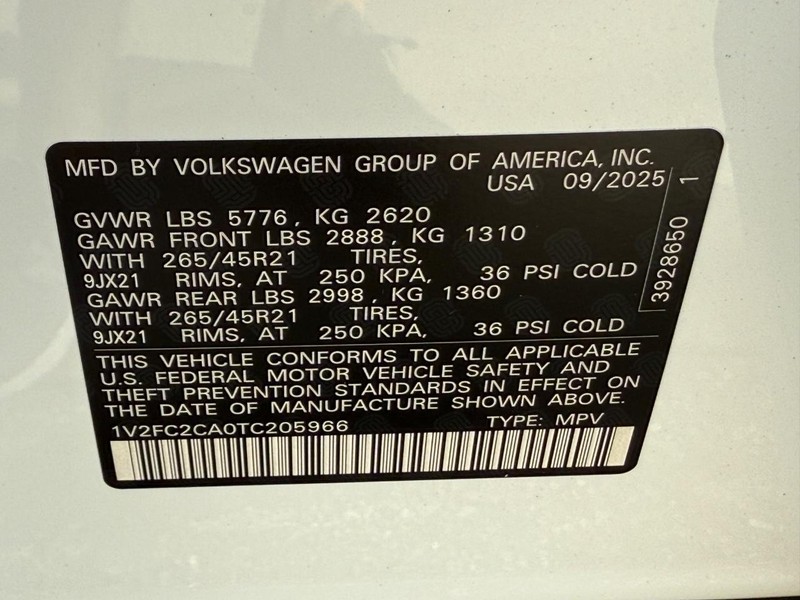 MFD BY VOLKSWAGEN GROUP OF AMERICA, INC.
USA 09/2025
GVWR LBS 5776, KG 2620
GAWR FRONT LBS 2888, KG 1310
WITH 265/45R21 TIRES,
9JX21 RIMS, AT 250 KPA, 36 PSI COLD
GAWR REAR LBS 2998, KG 1360
WITH 265/45R21 TIRES,
9JX21 RIMS, AT 250 KPA, 36 PSI COLD
3928650 1
THIS VEHICLE CONFORMS TO ALL APPLICABLE
U.S. FEDERAL MOTOR VEHICLE SAFETY AND
THEFT PREVENTION STANDARDS IN EFFECT ON
THE DATE OF MANUFACTURE SHOWN ABOVE.
1V2FC2CA0TC205966 TYPE: MPV